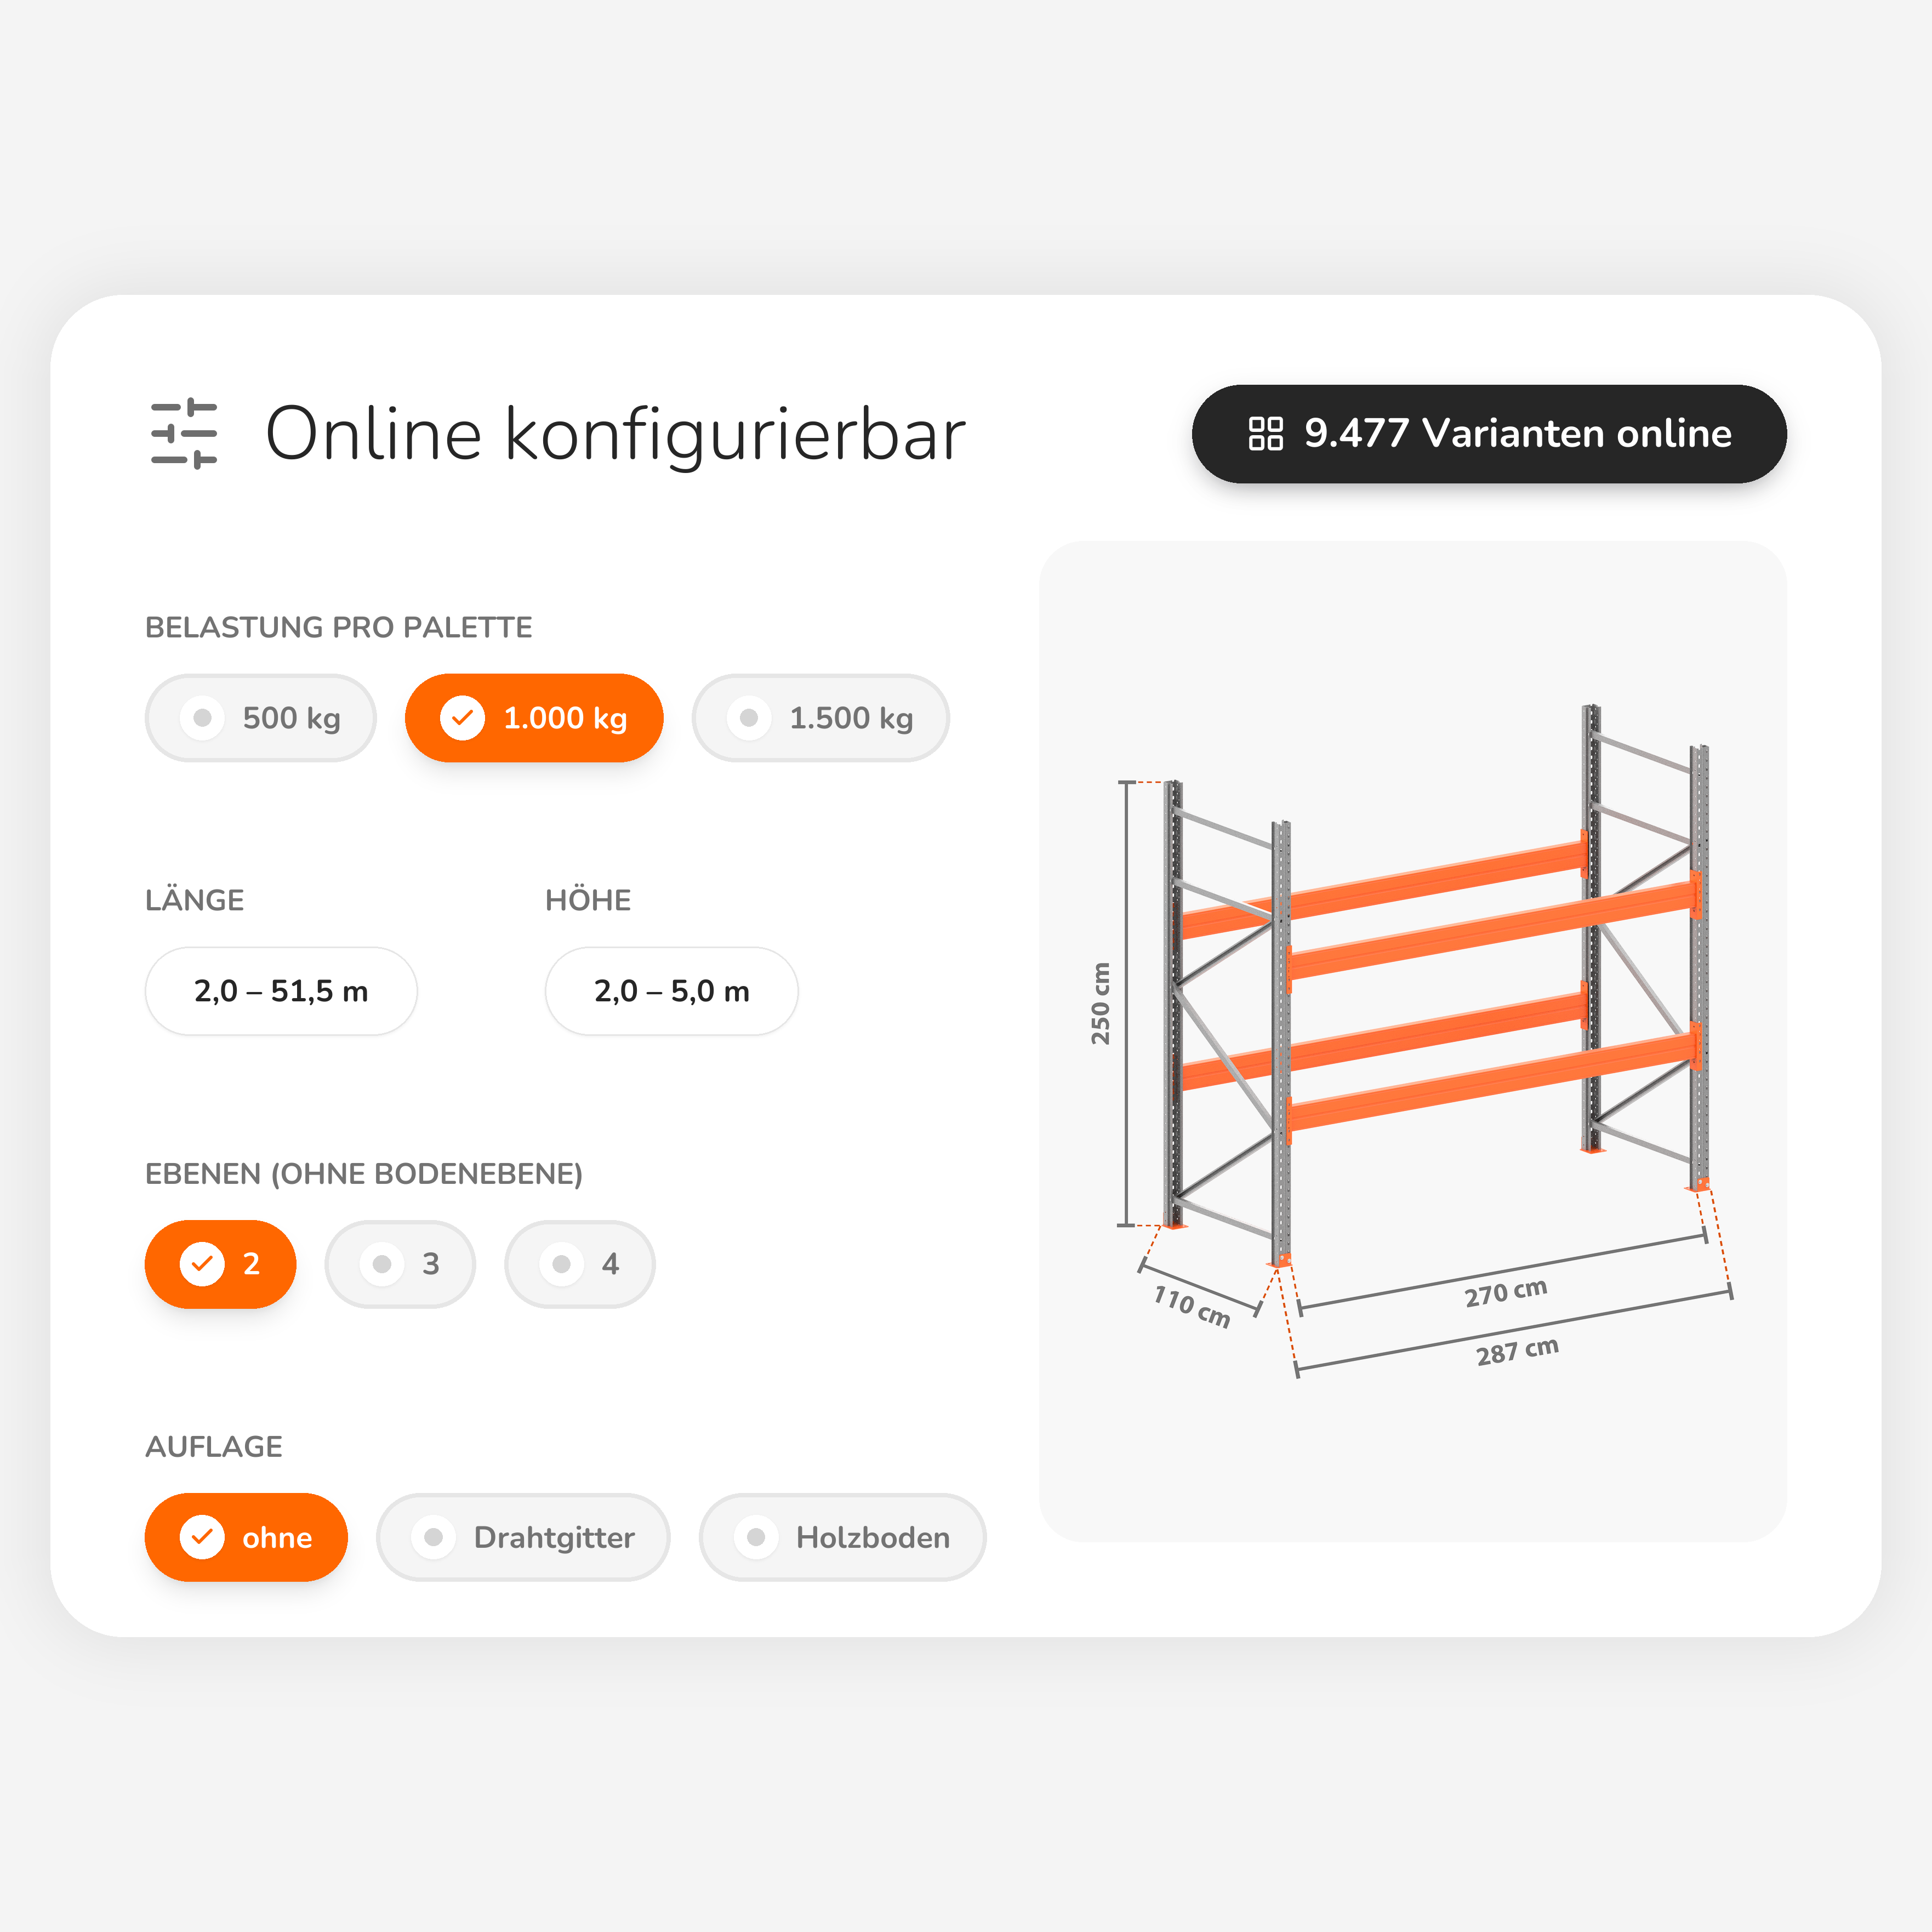 Online konfigurierbar
9.477 Varianten online
BELASTUNG PRO PALETTE
500 kg
1.000 kg
1.500 kg
LÄNGE
HÖHE
2,0 – 51,5 m
2,0 – 5,0 m
EBENEN (OHNE BODENEBENE)
2
3
4
AUFLAGE
ohne
Drahtgitter
Holzboden
250 cm
110 cm
270 cm
287 cm